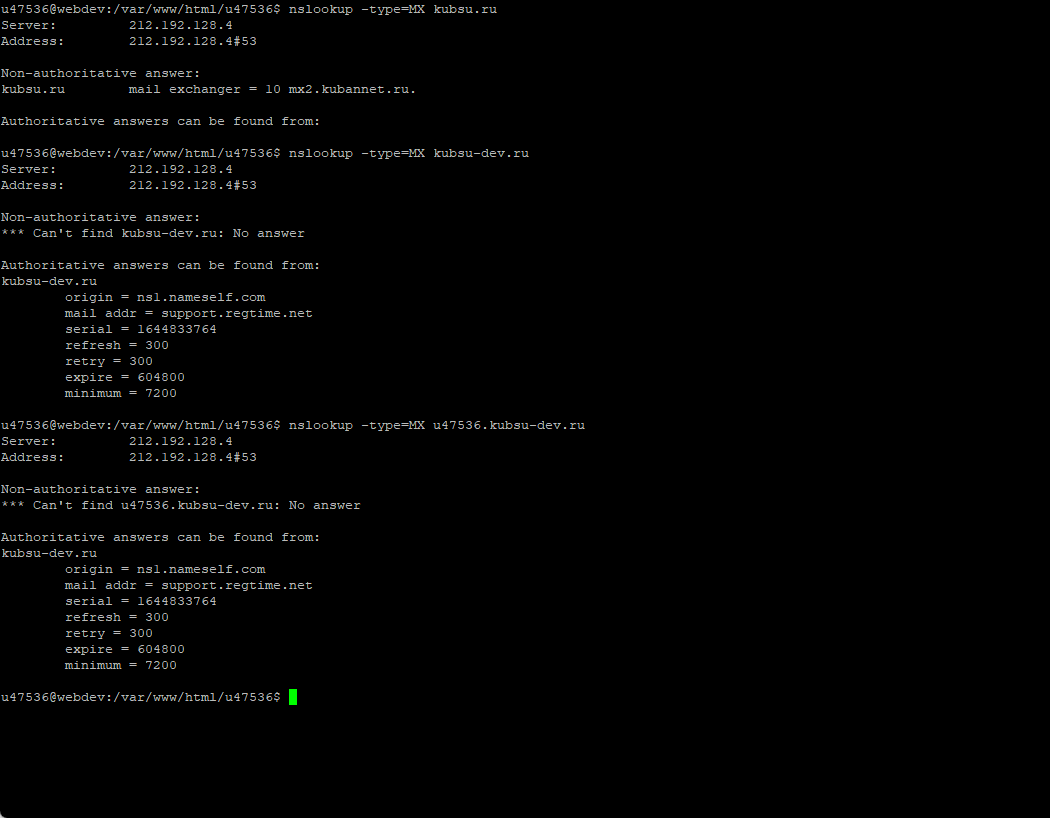 u47536@webdev:/var/www/html/u47536$ nslookup -type=MX kubsu.ru
Server:         212.192.128.4
Address:        212.192.128.4#53
Non-authoritative answer:
kubsu.ru        mail exchanger = 10 mx2.kubannet.ru.
Authoritative answers can be found from:
u47536@webdev:/var/www/html/u47536$ nslookup -type=MX kubsu-dev.ru
Server:         212.192.128.4
Address:        212.192.128.4#53
Non-authoritative answer:
*** Can't find kubsu-dev.ru: No answer
Authoritative answers can be found from:
kubsu-dev.ru
        origin = ns1.nameself.com
        mail addr = support.regtime.net
        serial = 1644833764
        refresh = 300
        retry = 300
        expire = 604800
        minimum = 7200
u47536@webdev:/var/www/html/u47536$ nslookup -type=MX u47536.kubsu-dev.ru
Server:         212.192.128.4
Address:        212.192.128.4#53
Non-authoritative answer:
*** Can't find u47536.kubsu-dev.ru: No answer
Authoritative answers can be found from:
kubsu-dev.ru
        origin = ns1.nameself.com
        mail addr = support.regtime.net
        serial = 1644833764
        refresh = 300
        retry = 300
        expire = 604800
        minimum = 7200
u47536@webdev:/var/www/html/u47536$